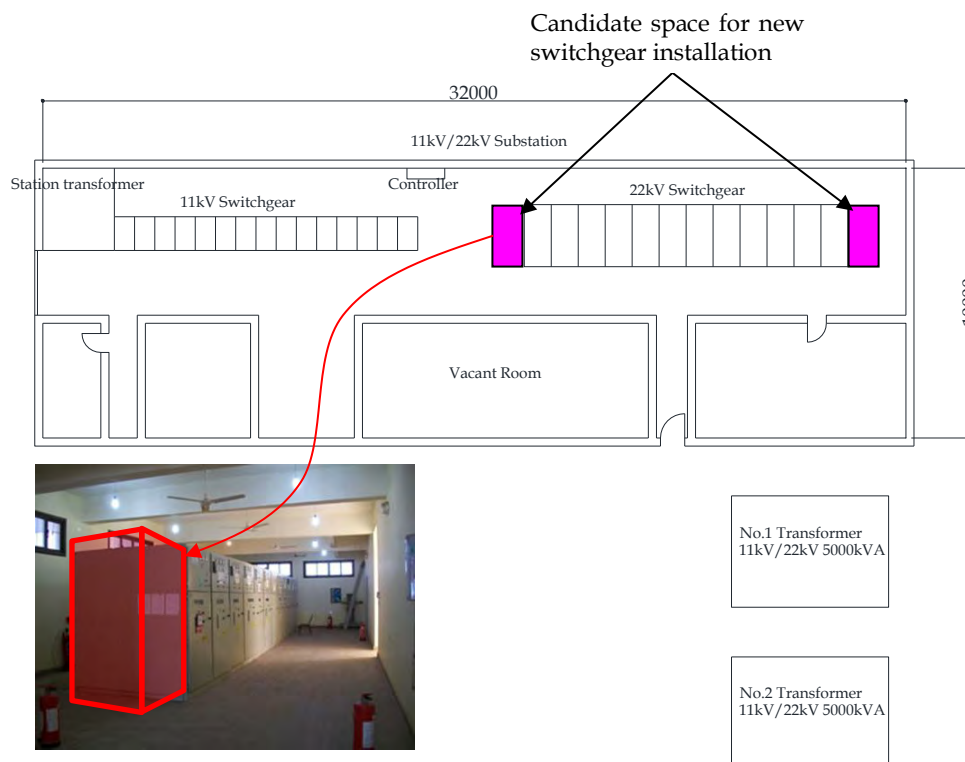 Candidate space for new
switchgear installation
32000
11kV/22kV Substation
Station transformer
Controller
11kV Switchgear
22kV Switchgear
Vacant Room
No.1 Transformer
11kV/22kV 5000kVA
No.2 Transformer
11kV/22kV 5000kVA